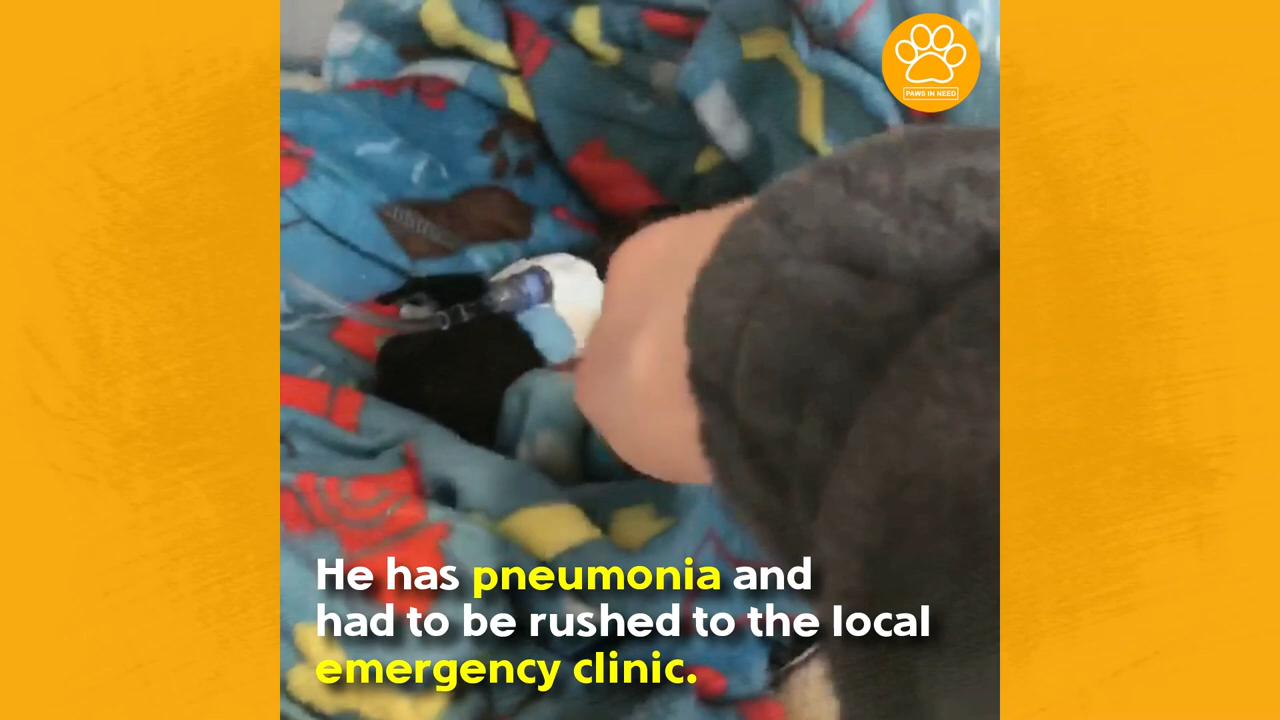 PAWS IN NEED
He has pneumonia and
had to be rushed to the local
emergency clinic.